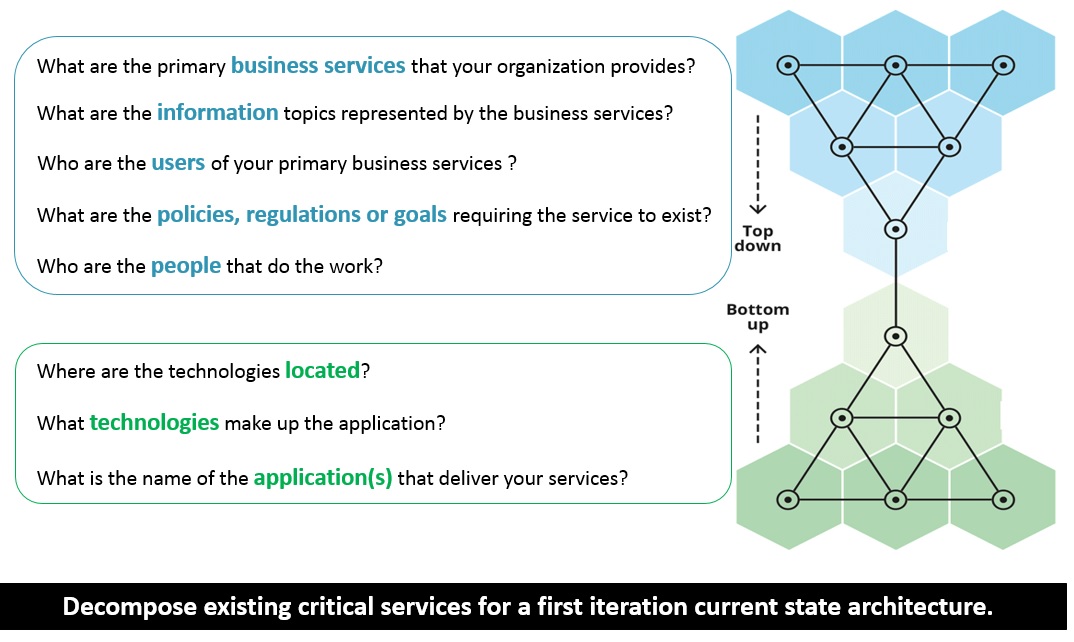 What are the primary business services that your organization provides?
What are the information topics represented by the business services?
Who are the users of your primary business services ?
What are the policies, regulations or goals requiring the service to exist?
Who are the people that do the work?
Top
down
Bottom
up
Where are the technologies located?
What technologies make up the application?
What is the name of the application(s) that deliver your services?
Decompose existing critical services for a first iteration current state architecture.